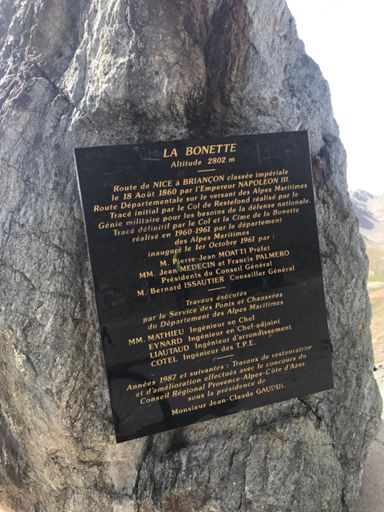 LA BONETTE
Altitude 2802 m
Route de NICE à BRIANÇON classée impériale
le 18 Août 1860 par l'Empereur NAPOLEON III.
Route Départementale sur le versant des Alpes Maritimes
Tracé initial par le Col de Restefond réalisé par le
Génie militaire pour les besoins de la défense nationale.
Tracé définitif par le Col et la Cime de la Bonette
réalisé en 1960-1961 par le département
des Alpes Maritimes
inauguré le 1er Octobre 1961 par :
M. Pierre-Jean MOATTI Préfet
MM. Jean MEDECIN et Francis PALMERO
Présidents du Conseil Général
M. Bernard ISSAUTIER Conseiller Général
Travaux éxécutés
par le Service des Ponts et Chaussées
du Département des Alpes Maritimes
MM. MATHIEU Ingénieur en Chef
EYNARD Ingénieur en Chef-adjoint
LIAUTAUD Ingénieur d'arrondissement
COTEL Ingénieur des T.P.E.
Années 1987 et suivantes : Travaux de restauration
et d'amélioration effectués avec le concours du
Conseil Régional Provence-Alpes-Côte d'Azur
sous la présidence de
Monsieur Jean-Claude GAUDIN.